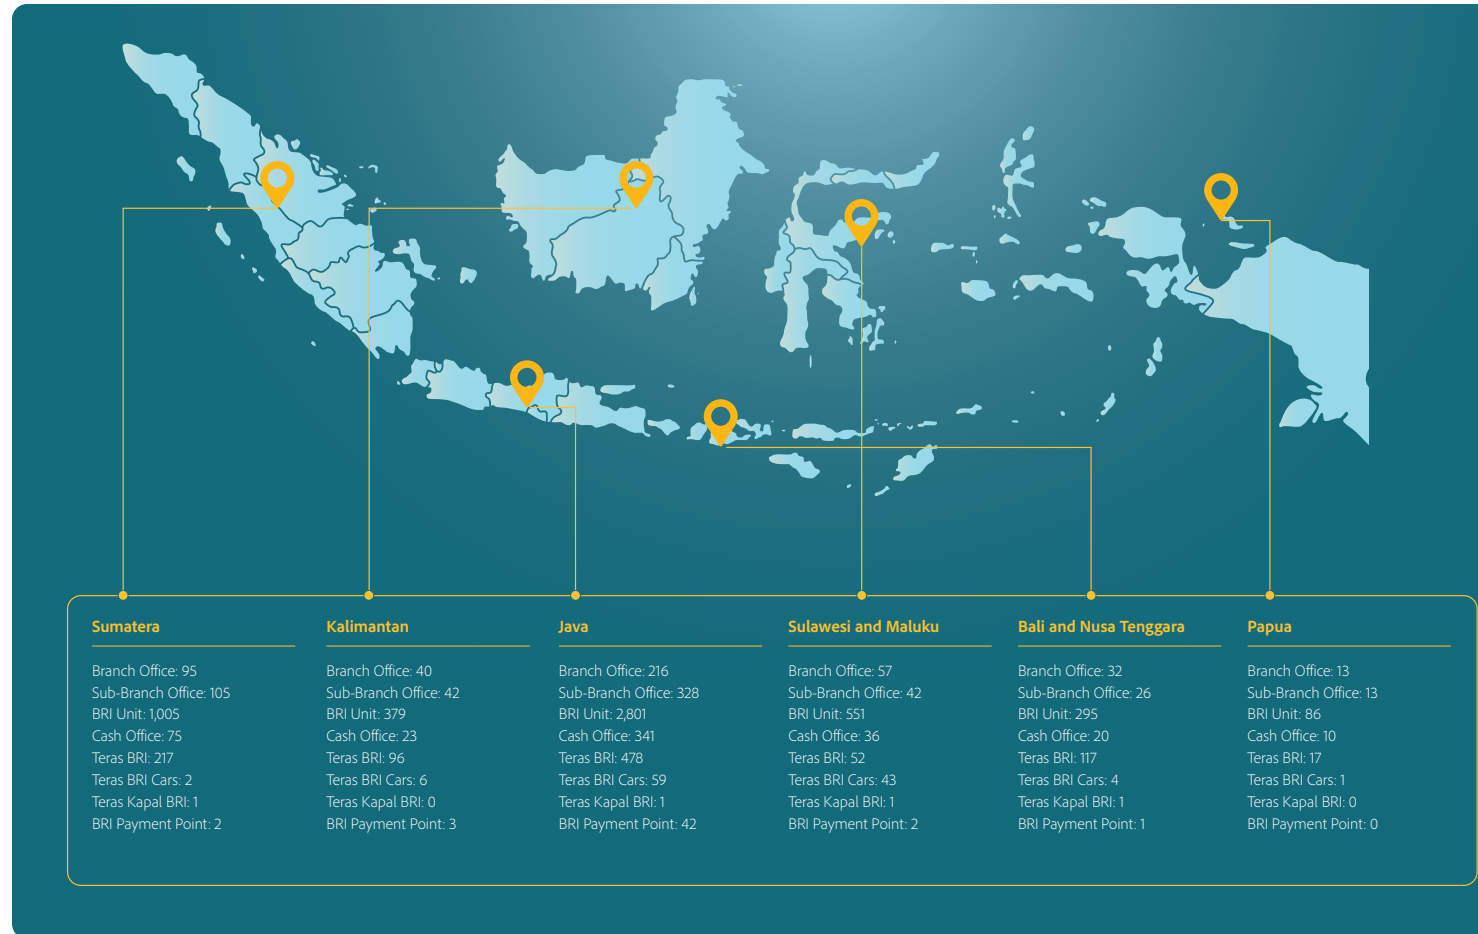 Sumatera
Branch Office: 95
Sub-Branch Office: 105
BRI Unit: 1,005
Cash Office: 75
Teras BRI: 217
Teras BRI Cars: 2
Teras Kapal BRI: 1
BRI Payment Point: 2
Kalimantan
Branch Office: 40
Sub-Branch Office: 42
BRI Unit: 379
Cash Office: 23
Teras BRI: 96
Teras BRI Cars: 6
Teras Kapal BRI: 0
BRI Payment Point: 3
Java
Branch Office: 216
Sub-Branch Office: 328
BRI Unit: 2,801
Cash Office: 341
Teras BRI: 478
Teras BRI Cars: 59
Teras Kapal BRI: 1
BRI Payment Point: 42
Sulawesi and Maluku
Branch Office: 57
Sub-Branch Office: 42
BRI Unit: 551
Cash Office: 36
Teras BRI: 52
Teras BRI Cars: 43
Teras Kapal BRI: 1
BRI Payment Point: 2
Bali and Nusa Tenggara
Branch Office: 32
Sub-Branch Office: 26
BRI Unit: 295
Cash Office: 20
Teras BRI: 117
Teras BRI Cars: 4
Teras Kapal BRI: 1
BRI Payment Point: 1
Papua
Branch Office: 13
Sub-Branch Office: 13
BRI Unit: 86
Cash Office: 10
Teras BRI: 17
Teras BRI Cars: 1
Teras Kapal BRI: 0
BRI Payment Point: 0